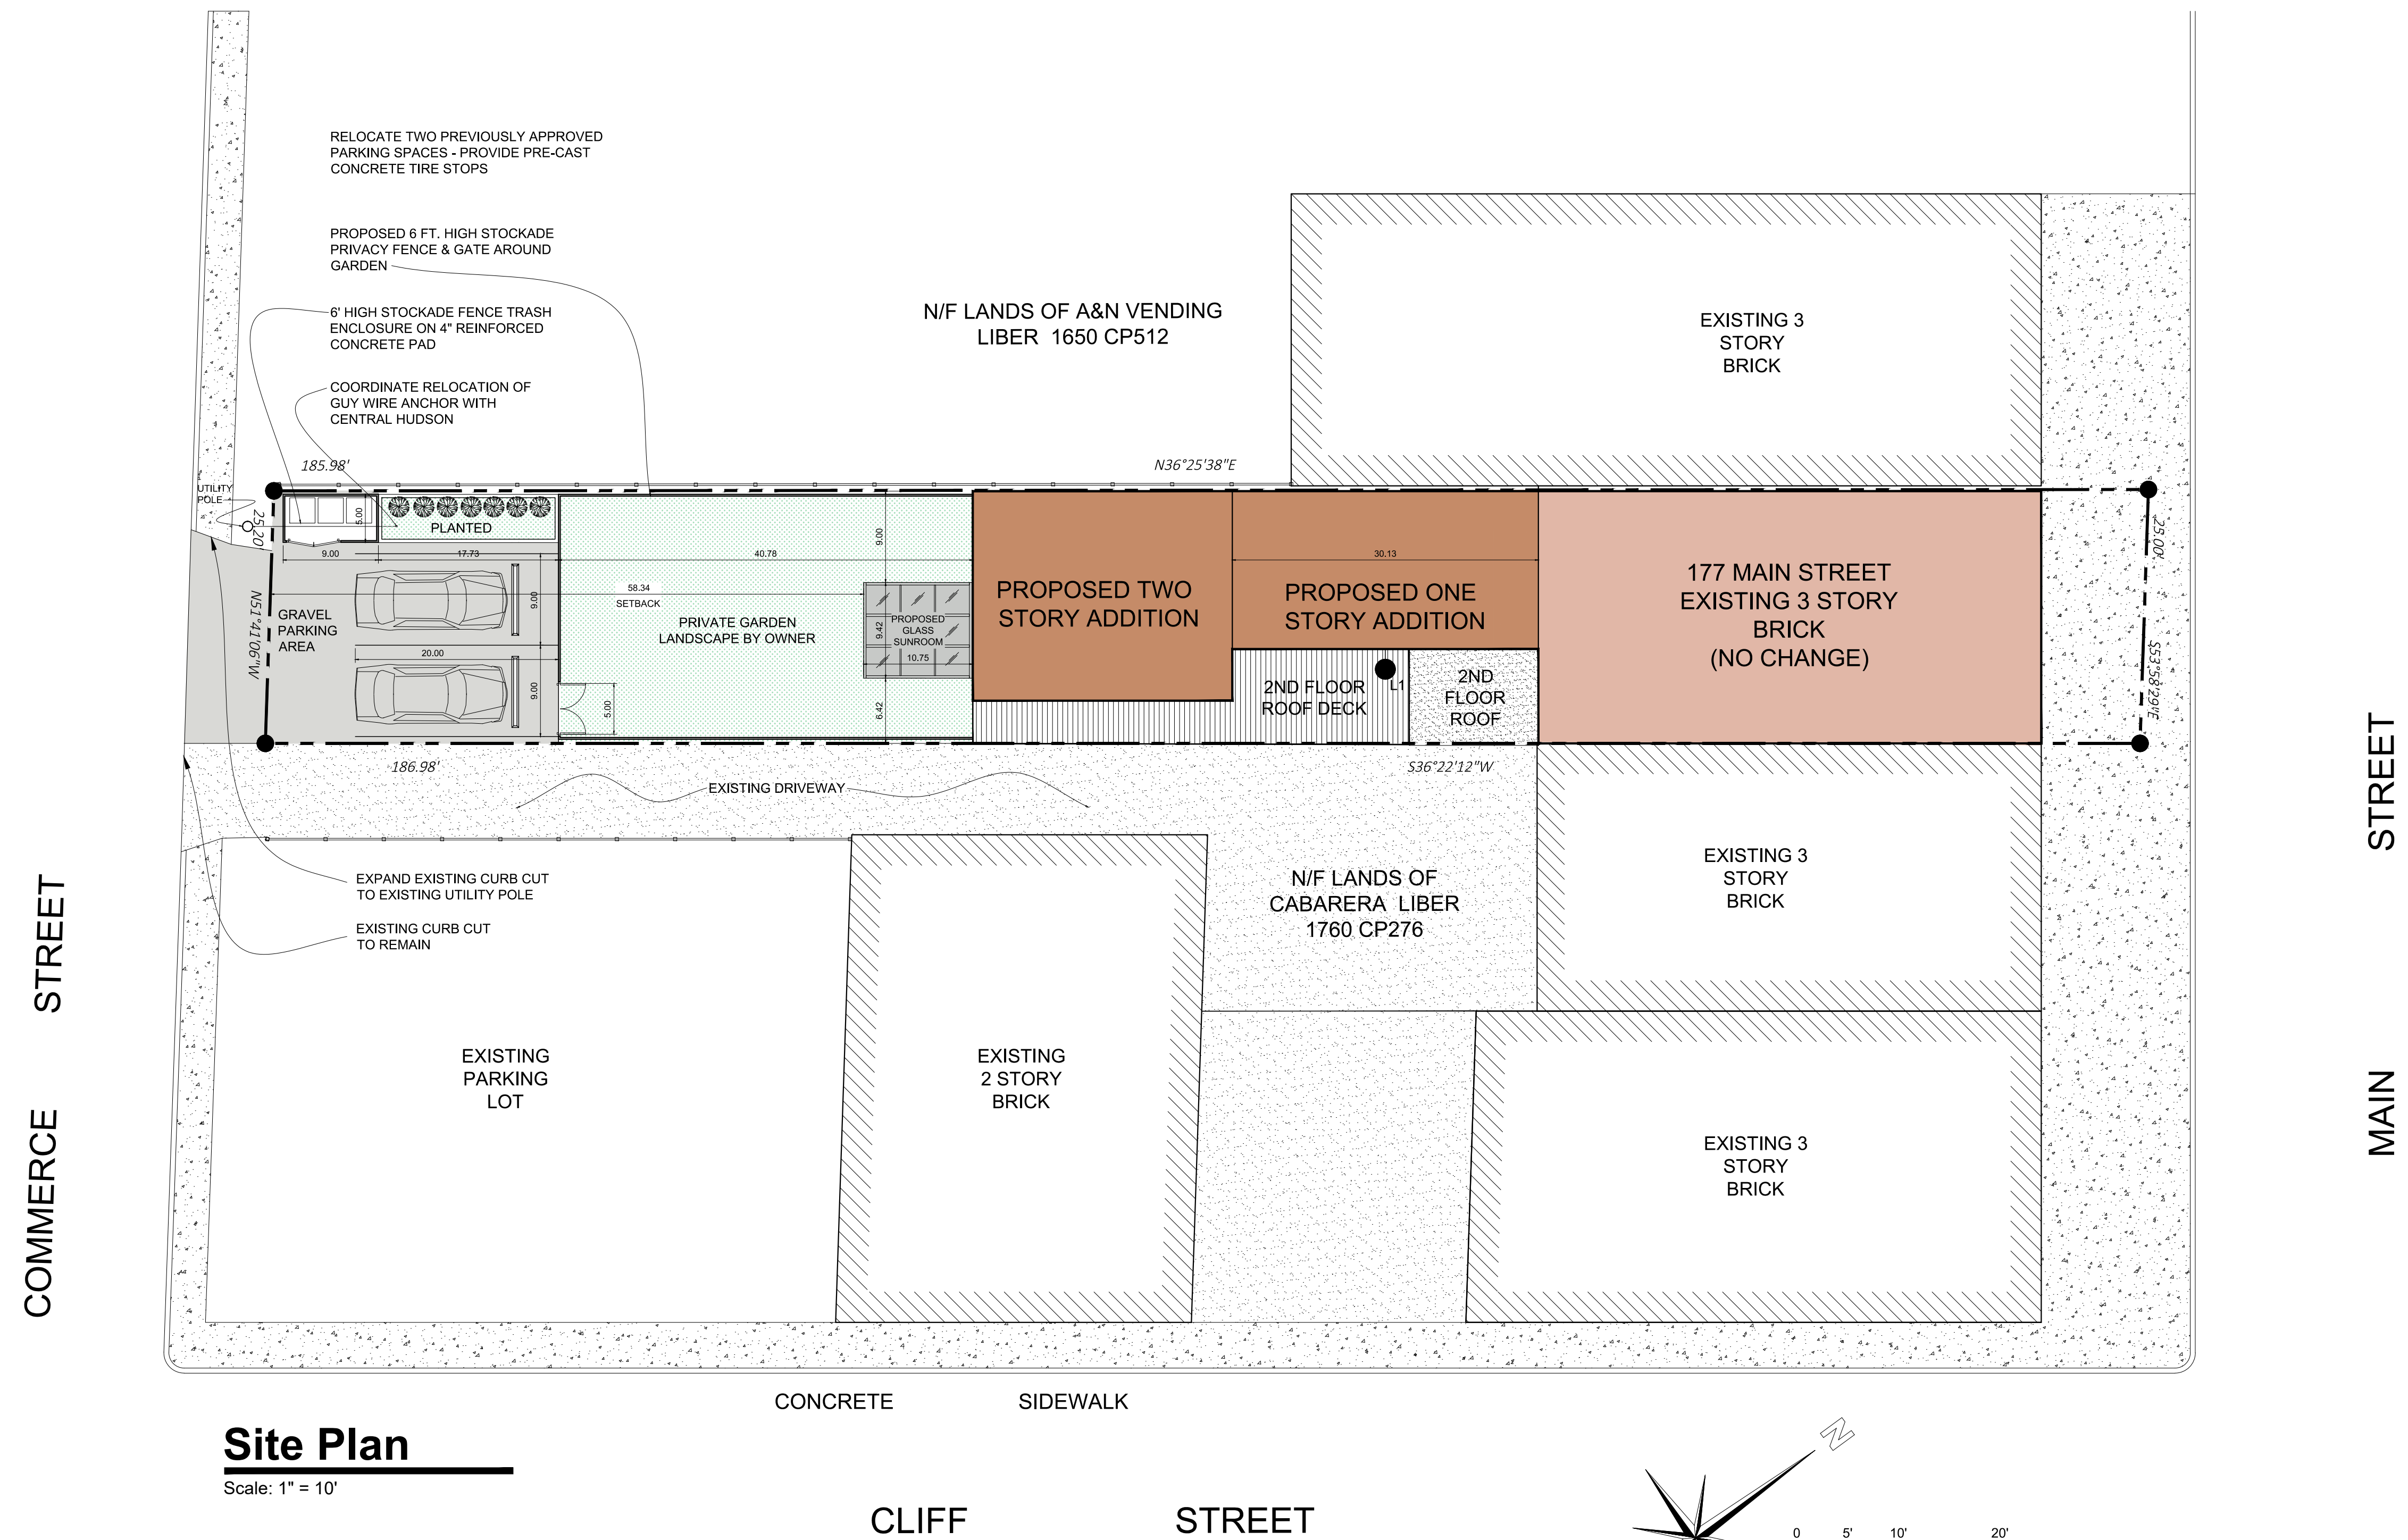 RELOCATE TWO PREVIOUSLY APPROVED
PARKING SPACES - PROVIDE PRE-CAST
CONCRETE TIRE STOPS
PROPOSED 6 FT. HIGH STOCKADE
PRIVACY FENCE & GATE AROUND
GARDEN
6' HIGH STOCKADE FENCE TRASH
ENCLOSURE ON 4" REINFORCED
CONCRETE PAD
COORDINATE RELOCATION OF
GUY WIRE ANCHOR WITH
CENTRAL HUDSON
N/F LANDS OF A&N VENDING
LIBER 1650 CP512
EXISTING 3
STORY
BRICK
185.98'
N36°25'38"E
UTILITY
POLE
25.20'
N51°41'06"W
5.00
PLANTED
9.00
17.73
40.78
9.00
30.13
58.34
SETBACK
GRAVEL
PARKING
AREA
9.00
20.00
9.00
5.00
PRIVATE GARDEN
LANDSCAPE BY OWNER
PROPOSED
GLASS
SUNROOM
9.42
10.75
6.42
PROPOSED TWO
STORY ADDITION
PROPOSED ONE
STORY ADDITION
2ND FLOOR
ROOF DECK
L1
2ND
FLOOR
ROOF
177 MAIN STREET
EXISTING 3 STORY
BRICK
(NO CHANGE)
25.00'
S53°58'29"E
186.98'
S36°22'12"W
EXISTING DRIVEWAY
EXPAND EXISTING CURB CUT
TO EXISTING UTILITY POLE
EXISTING CURB CUT
TO REMAIN
N/F LANDS OF
CABARERA LIBER
1760 CP276
EXISTING 3
STORY
BRICK
EXISTING
PARKING
LOT
EXISTING
2 STORY
BRICK
EXISTING 3
STORY
BRICK
COMMERCE STREET
MAIN STREET
CONCRETE SIDEWALK
Site Plan
Scale: 1" = 10'
CLIFF STREET
N
0 5' 10' 20'